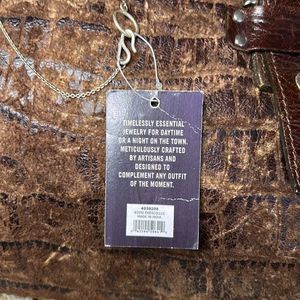 TIMELESSLY ESSENTIAL
JEWELRY FOR DAYTIME
OR A NIGHT ON THE TOWN.
METICULOUSLY CRAFTED
BY ARTISANS AND
DESIGNED TO
COMPLEMENT ANY OUTFIT
OF THE MOMENT.
MADE IN INDIA